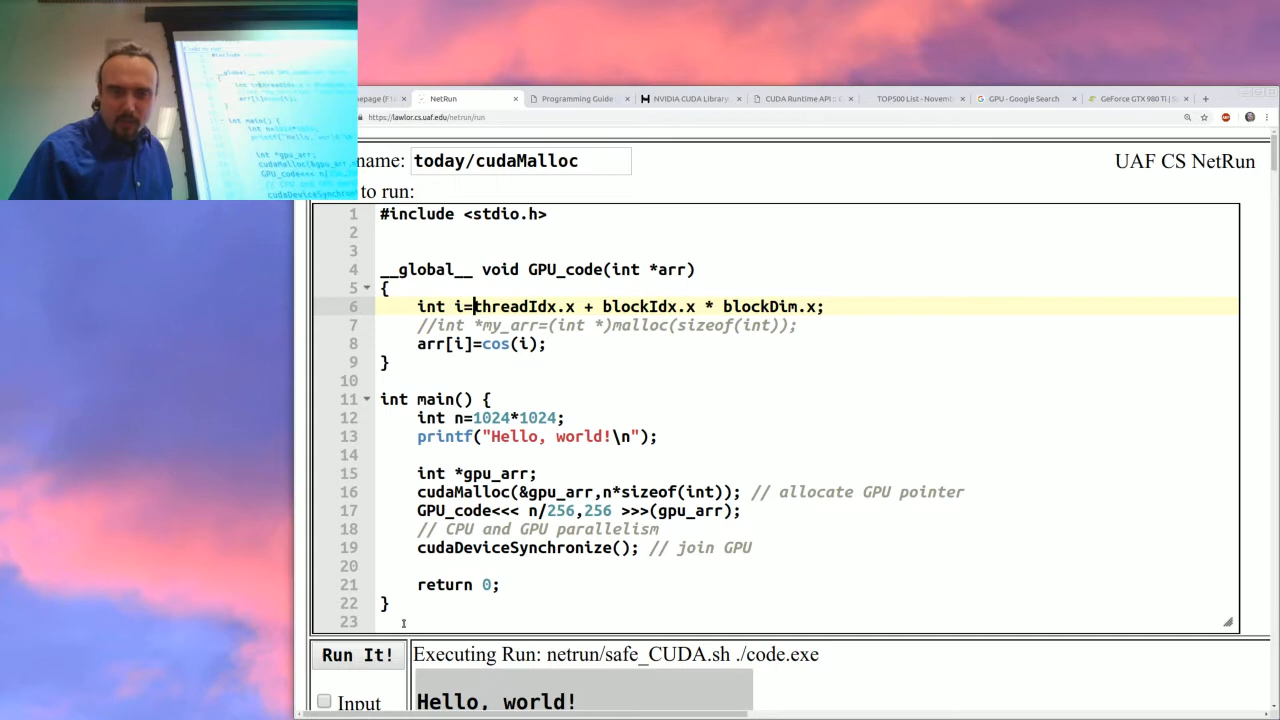 mepage (F1
NetRun
Programming Guide
NVIDIA CUDA Library
CUDA Runtime API ::
TOP500 List - Novemb
GPU - Google Search
GeForce GTX 980 Ti |
https://lawlor.cs.uaf.edu/netrun/run
name: today/cudaMalloc
UAF CS NetRun
to run:
1 #include <stdio.h>
2
3
4 __global__ void GPU_code(int *arr)
5 {
6 int i=threadIdx.x + blockIdx.x * blockDim.x;
7 //int *my_arr=(int *)malloc(sizeof(int));
8 arr[i]=cos(i);
9 }
10
11 int main() {
12 int n=1024*1024;
13 printf("Hello, world!\n");
14
15 int *gpu_arr;
16 cudaMalloc(&gpu_arr,n*sizeof(int)); // allocate GPU pointer
17 GPU_code<<< n/256,256 >>>(gpu_arr);
18 // CPU and GPU parallelism
19 cudaDeviceSynchronize(); // join GPU
20
21 return 0;
22 }
23
Run It!
Executing Run: netrun/safe_CUDA.sh ./code.exe
Input
Hello, world!